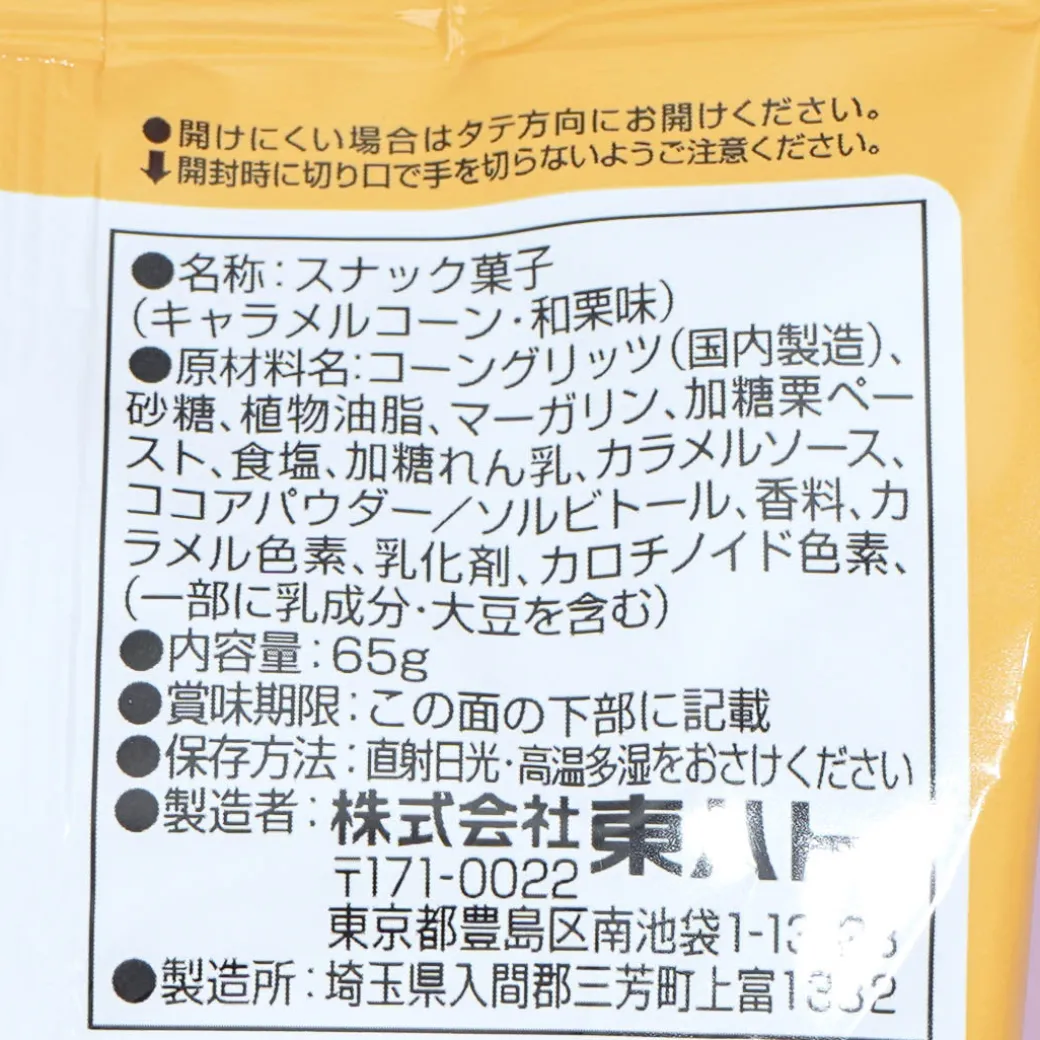 ●開けにくい場合はタテ方向にお開けください。
⬇開封時に切り口で手を切らないようご注意ください。
●名称:スナック菓子
(キャラメルコーン・和栗味)
●原材料名:コーングリッツ(国内製造)、
砂糖、植物油脂、マーガリン、加糖栗ペー
スト、食塩、加糖れん乳、カラメルソース、
ココアパウダー/ソルビトール、香料、カ
ラメル色素、乳化剤、カロチノイド色素、
(一部に乳成分・大豆を含む)
●内容量:65g
●賞味期限:この面の下部に記載
●保存方法:直射日光・高温多湿をおさけください
●製造者:株式会社東ハト
〒171-0022
東京都豊島区南池袋
●製造所:埼玉県入間郡三芳町上富